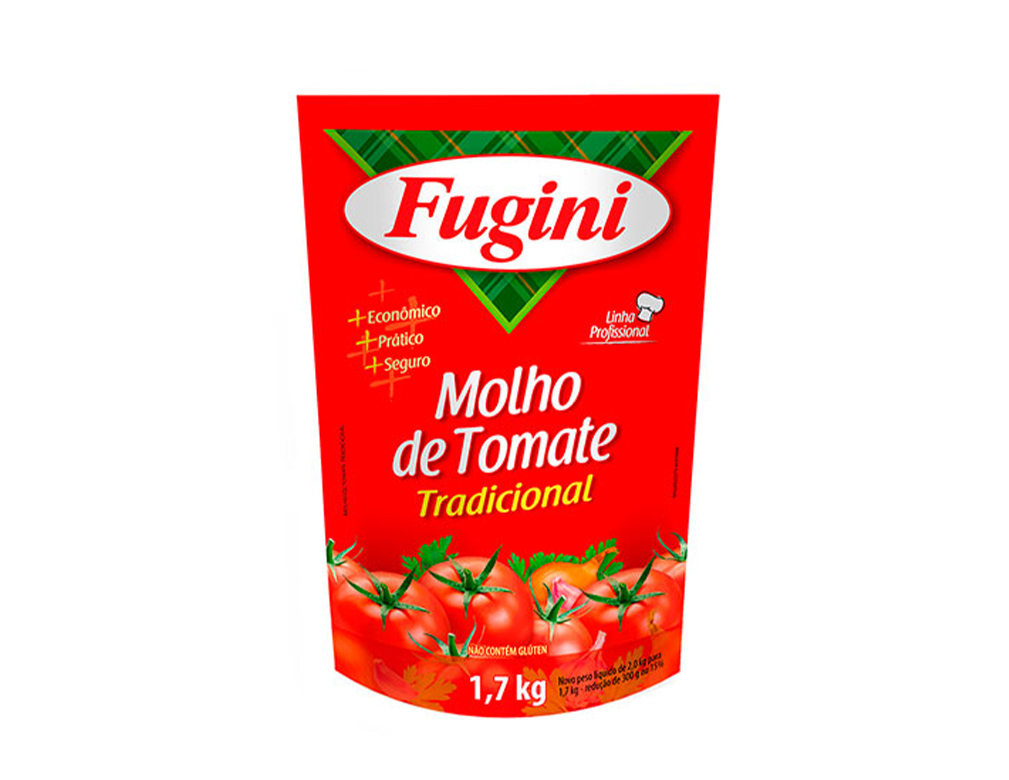 Fugini
+Econômico
+Prático
+Seguro
Linha
Profissional
Molho
de Tomate
Tradicional
NÃO CONTÉM GLÚTEN
1,7 kg
Novo peso líquido de 2,0 kg para
1,7 kg - redução de 300 g ou 15%